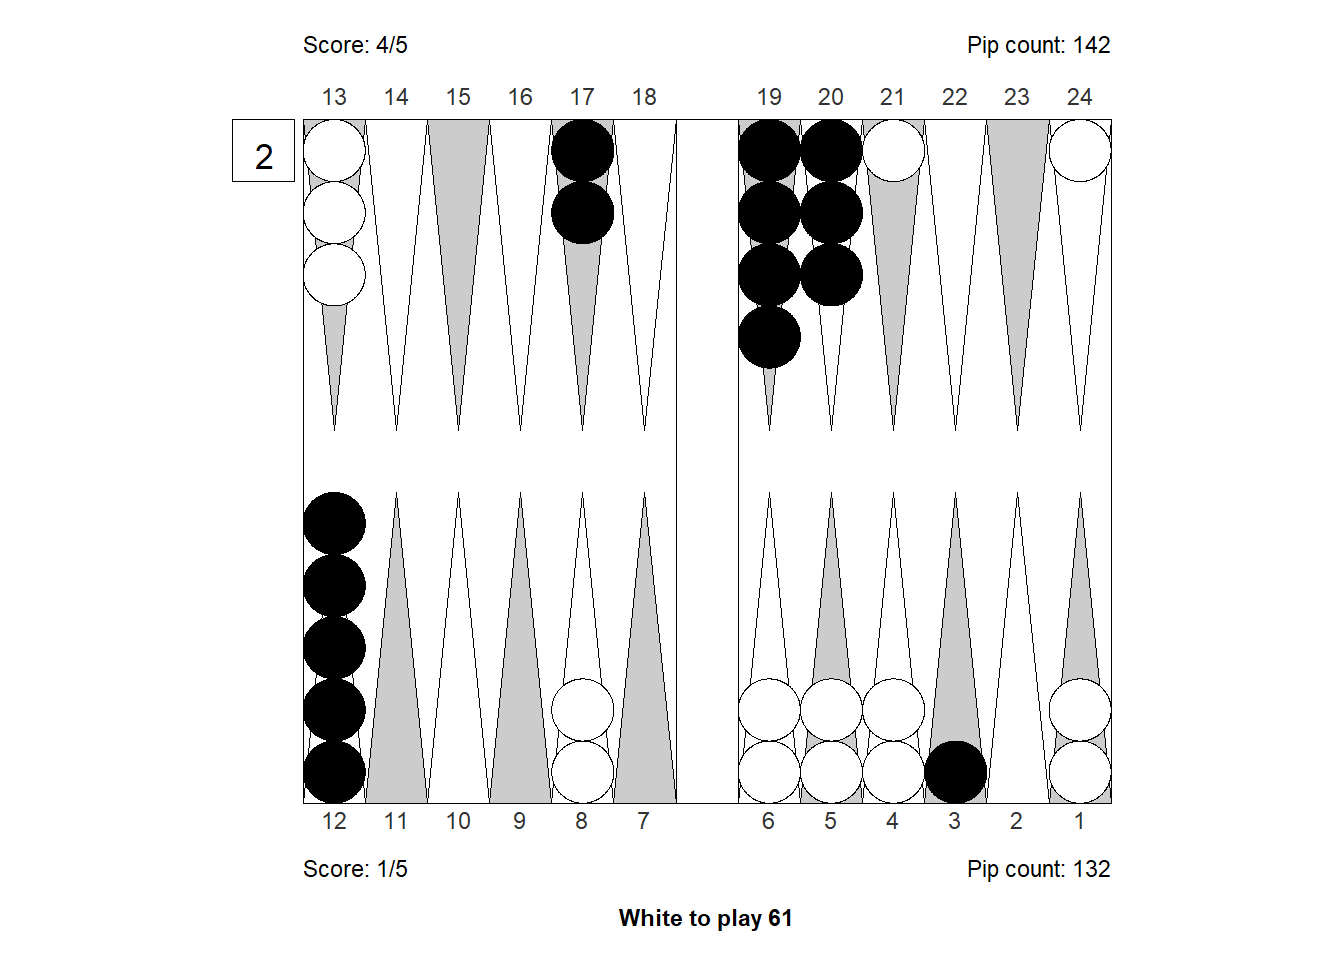 Score: 4/5 Pip count: 142
13 14 15 16 17 18 19 20 21 22 23 24
2
12 11 10 9 8 7 6 5 4 3 2 1
Score: 1/5 Pip count: 132
White to play 61